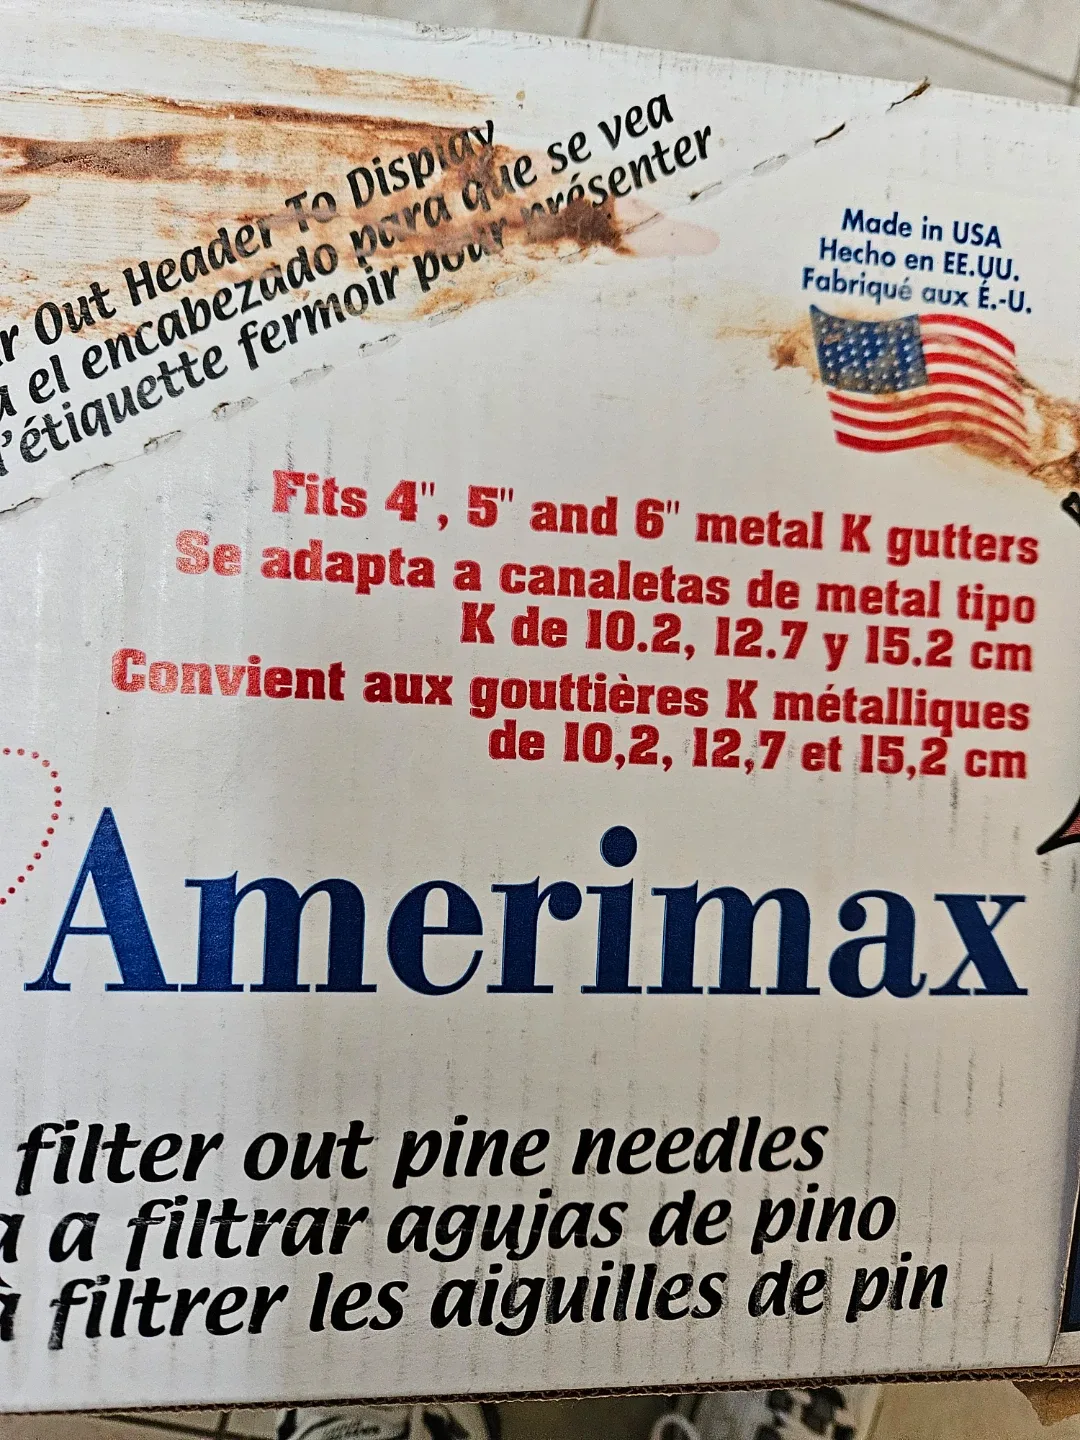 Out Header To Display
el encabezado para que se vea
l'étiquette fermoir pour présenter
Made in USA
Hecho en EE.UU.
Fabriqué aux É.-U.
Fits 4", 5" and 6" metal K gutters
Se adapta a canaletas de metal tipo
K de 10.2, 12.7 y 15.2 cm
Convient aux gouttières K métalliques
de 10,2, 12,7 et 15,2 cm
Amerimax
filter out pine needles
a filtrar agujas de pino
à filtrer les aiguilles de pin